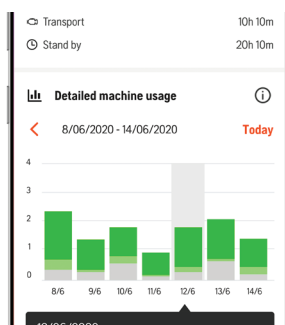 Transport 10h 10m
Stand by 20h 10m
Detailed machine usage
8/06/2020 - 14/06/2020 Today
4
3
2
1
0
8/6 9/6 10/6 11/6 12/6 13/6 14/6